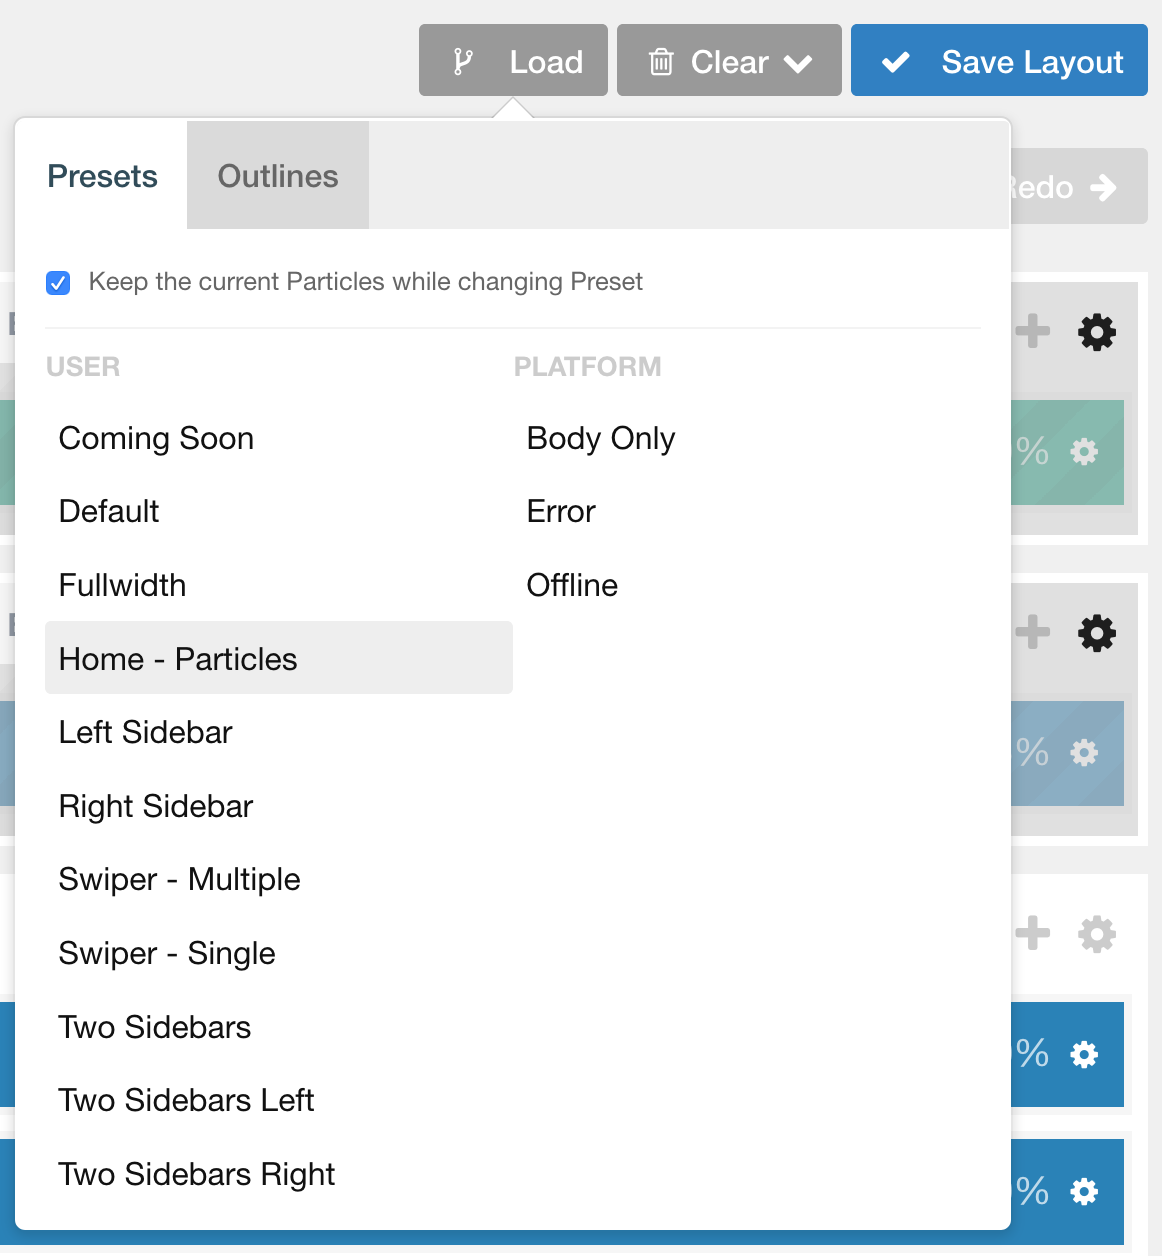 Load
Clear
Save Layout
Presets
Outlines
Keep the current Particles while changing Preset
USER
PLATFORM
Coming Soon
Body Only
Default
Error
Fullwidth
Offline
Home - Particles
%
Left Sidebar
%
Right Sidebar
Swiper - Multiple
Swiper - Single
Two Sidebars
%
Two Sidebars Left
Two Sidebars Right
%